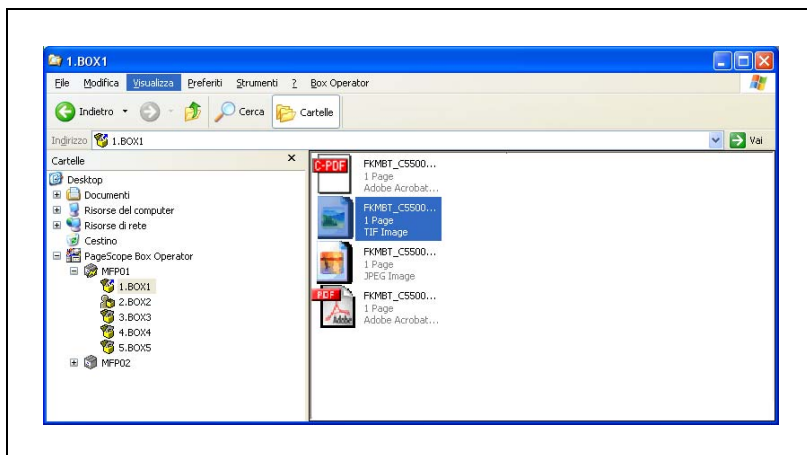 1.BOX1
File Modifica Visualizza Preferiti Strumenti ? Box Operator
Indietro Cerca Cartelle
Indirizzo 1.BOX1 Vai
Cartelle x
Desktop
Documenti
Risorse del computer
Risorse di rete
Cestino
PageScope Box Operator
MFP01
1.BOX1
2.BOX2
3.BOX3
4.BOX4
5.BOX5
MFP02
C-PDF
FKMBT_C5500...
1 Page
Adobe Acrobat...
FKMBT_C5500...
1 Page
TIF Image
FKMBT_C5500...
1 Page
JPEG Image
PDF
Adobe
FKMBT_C5500...
1 Page
Adobe Acrobat...